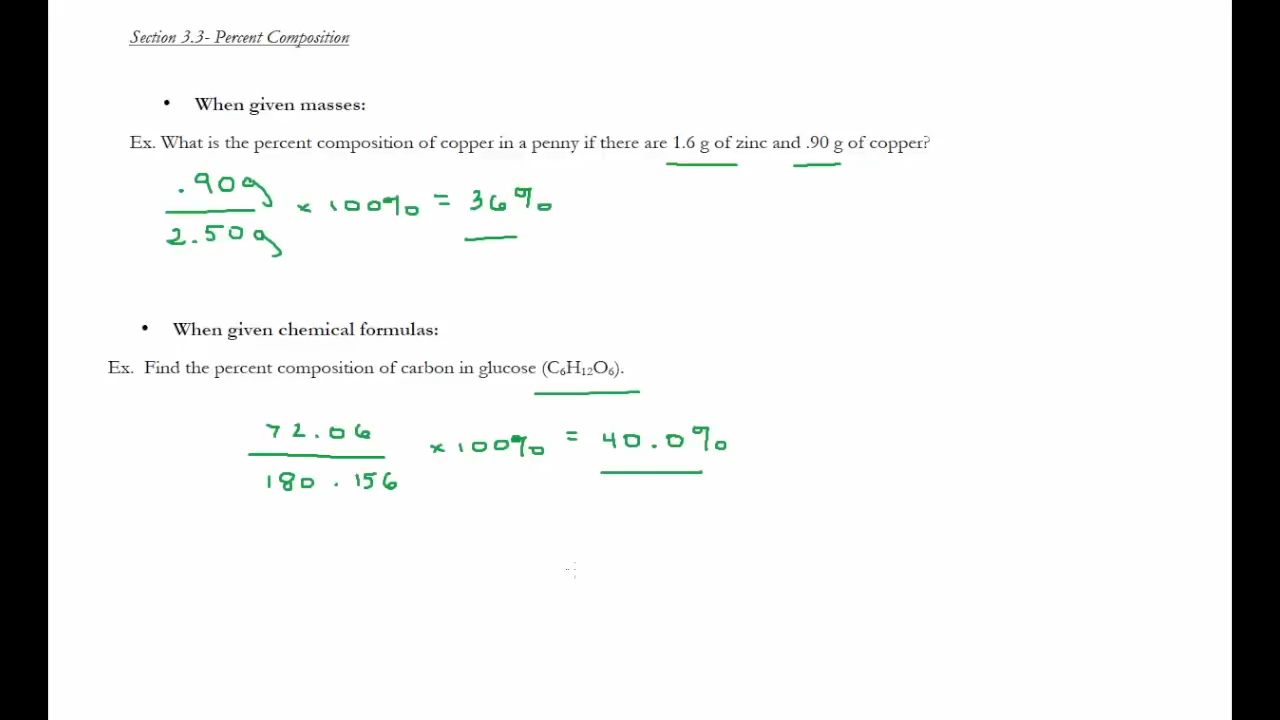 Section 3.3- Percent Composition
• When given masses:
Ex. What is the percent composition of copper in a penny if there are 1.6 g of zinc and .90 g of copper?
.90g
× 100% = 36%
2.50g
• When given chemical formulas:
Ex. Find the percent composition of carbon in glucose (C₆H₁₂O₆).
72.06
× 100% = 40.0%
180.156